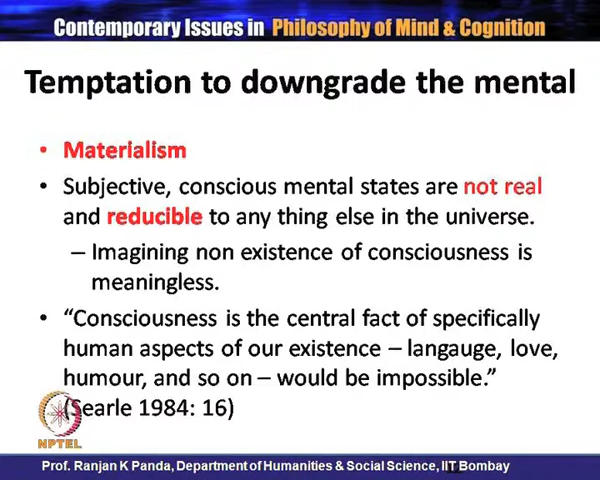 Contemporary Issues in Philosophy of Mind & Cognition
Temptation to downgrade the mental
• Materialism
• Subjective, conscious mental states are not real
and reducible to any thing else in the universe.
– Imagining non existence of consciousness is
meaningless.
• “Consciousness is the central fact of specifically
human aspects of our existence – langauge, love,
humour, and so on – would be impossible.”
(Searle 1984: 16)
NPTEL
Prof. Ranjan K Panda, Department of Humanities & Social Science, IIT Bombay